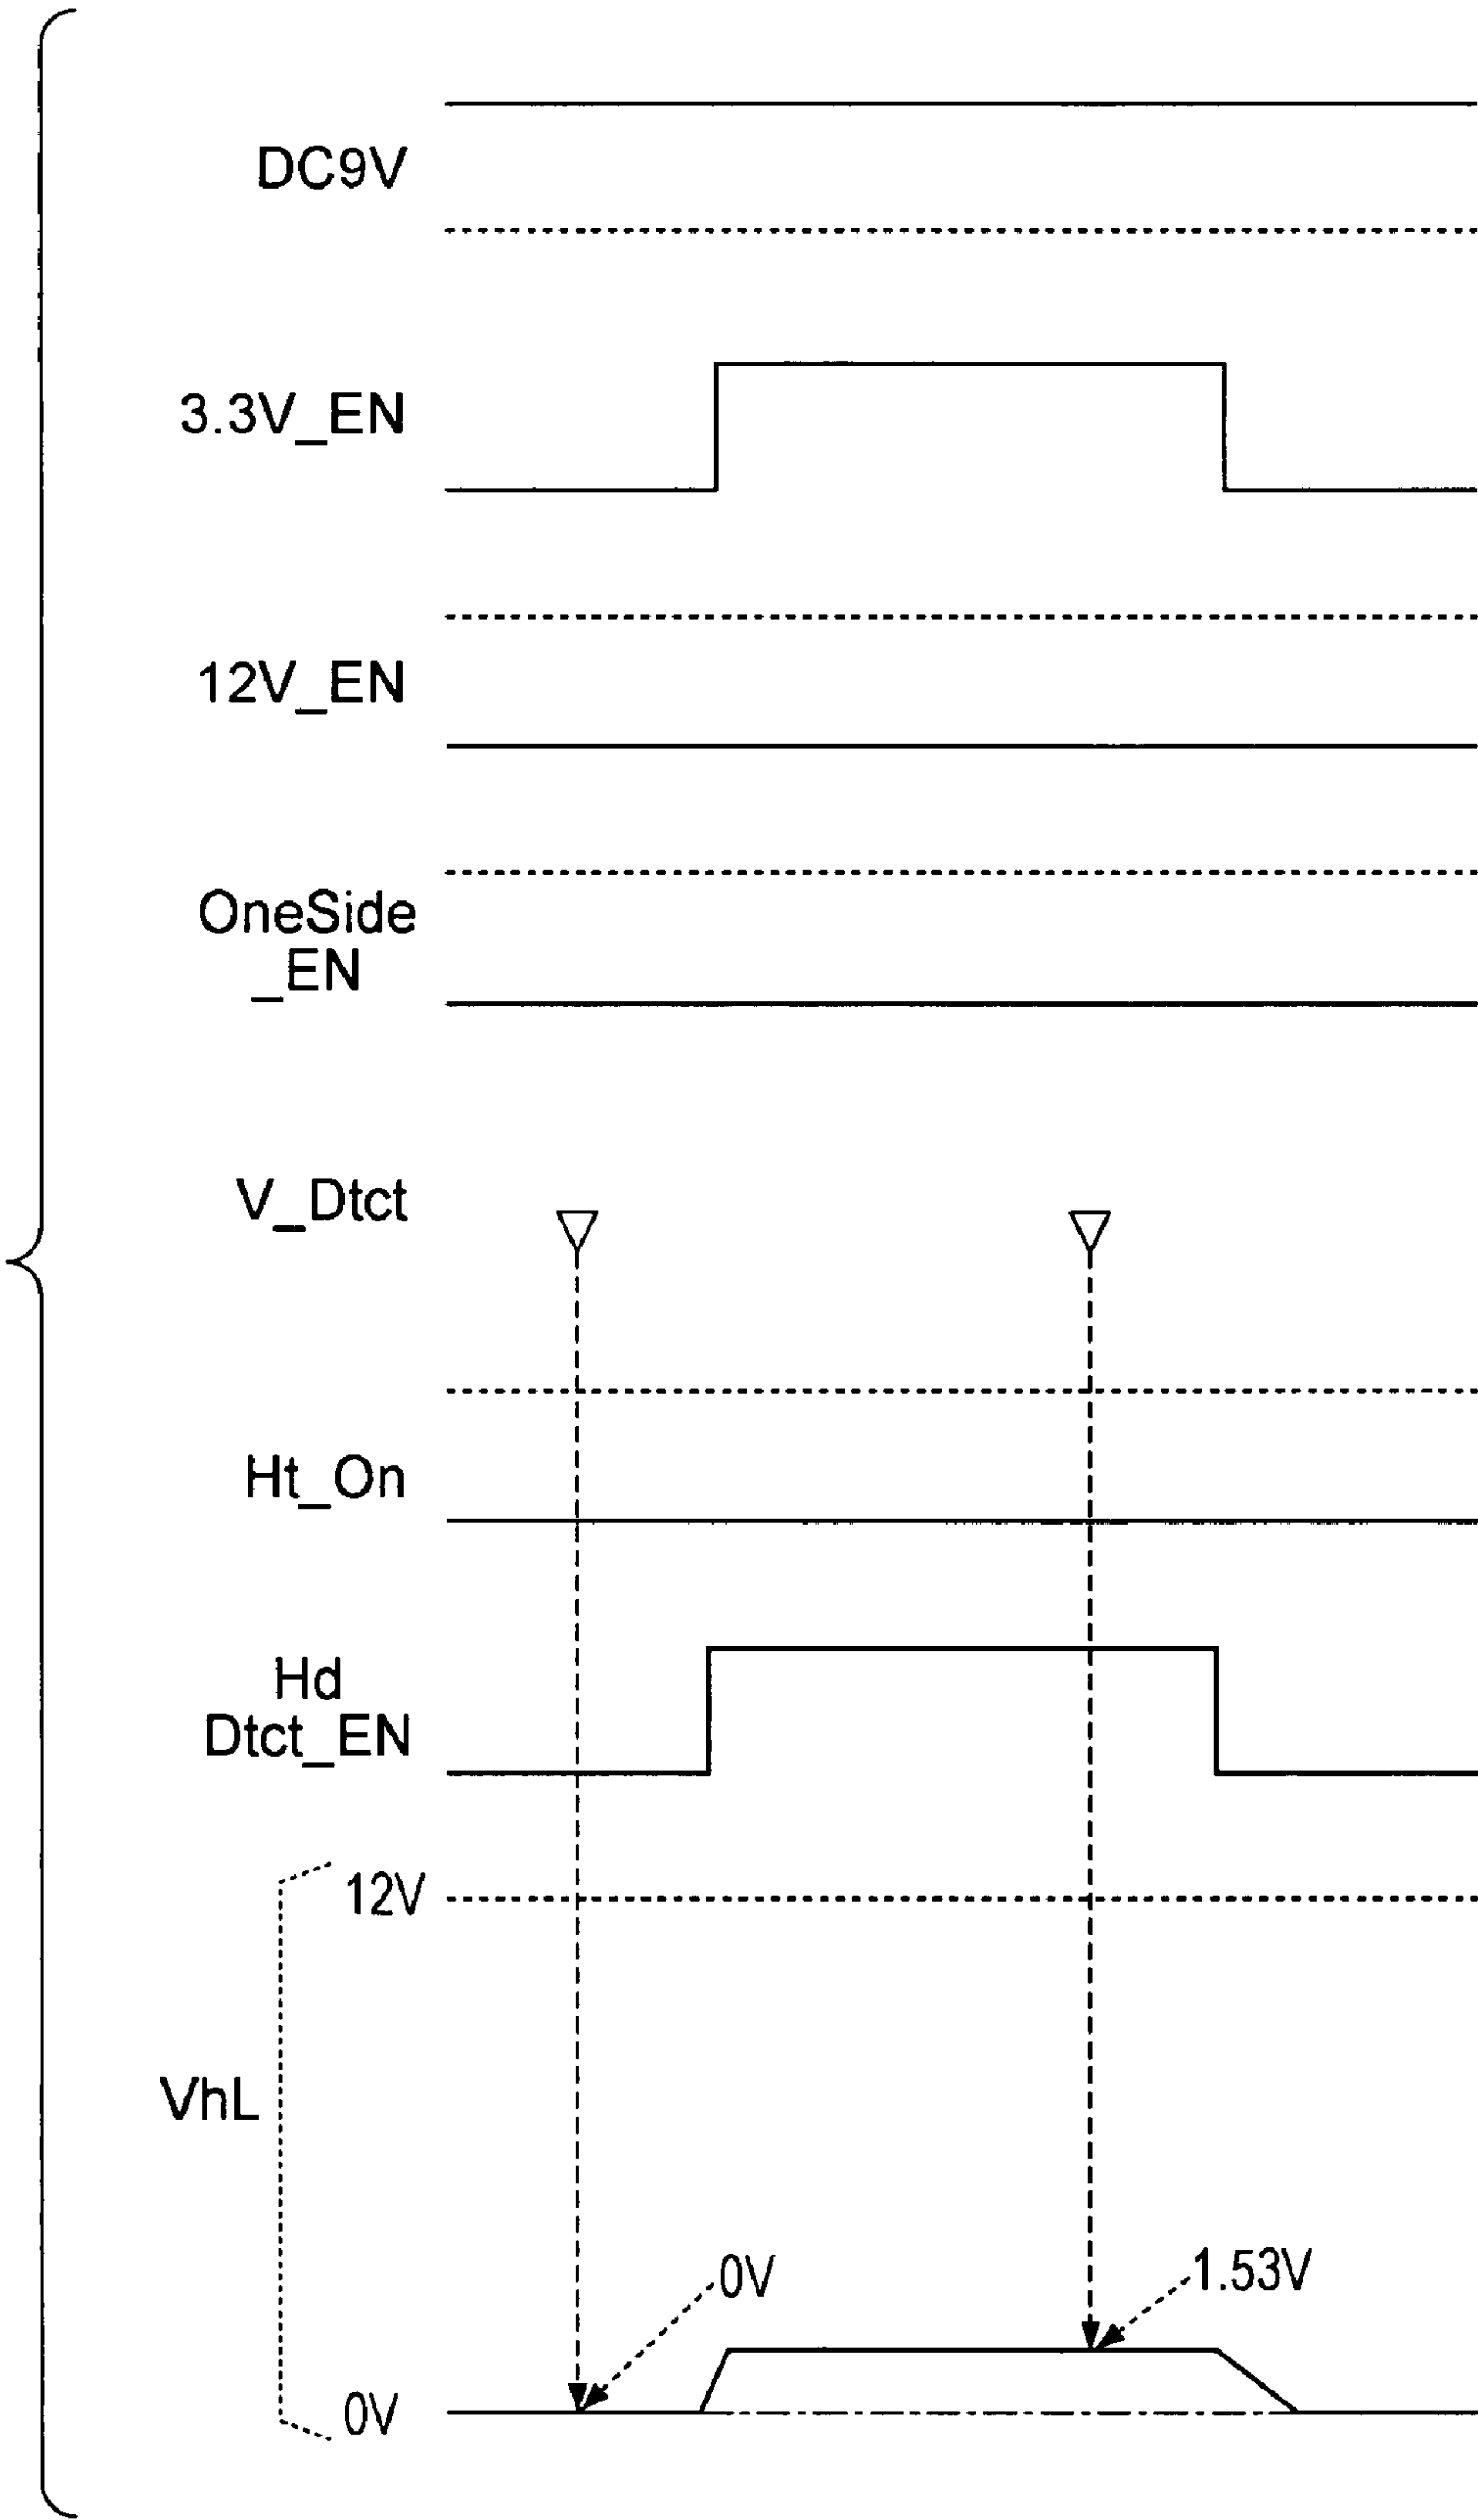 DC9V
3.3V_EN
12V_EN
OneSide
_EN
V_Dtct
Ht_On
Hd
Dtct_EN
12V
VhL
0V
1.53V
0V